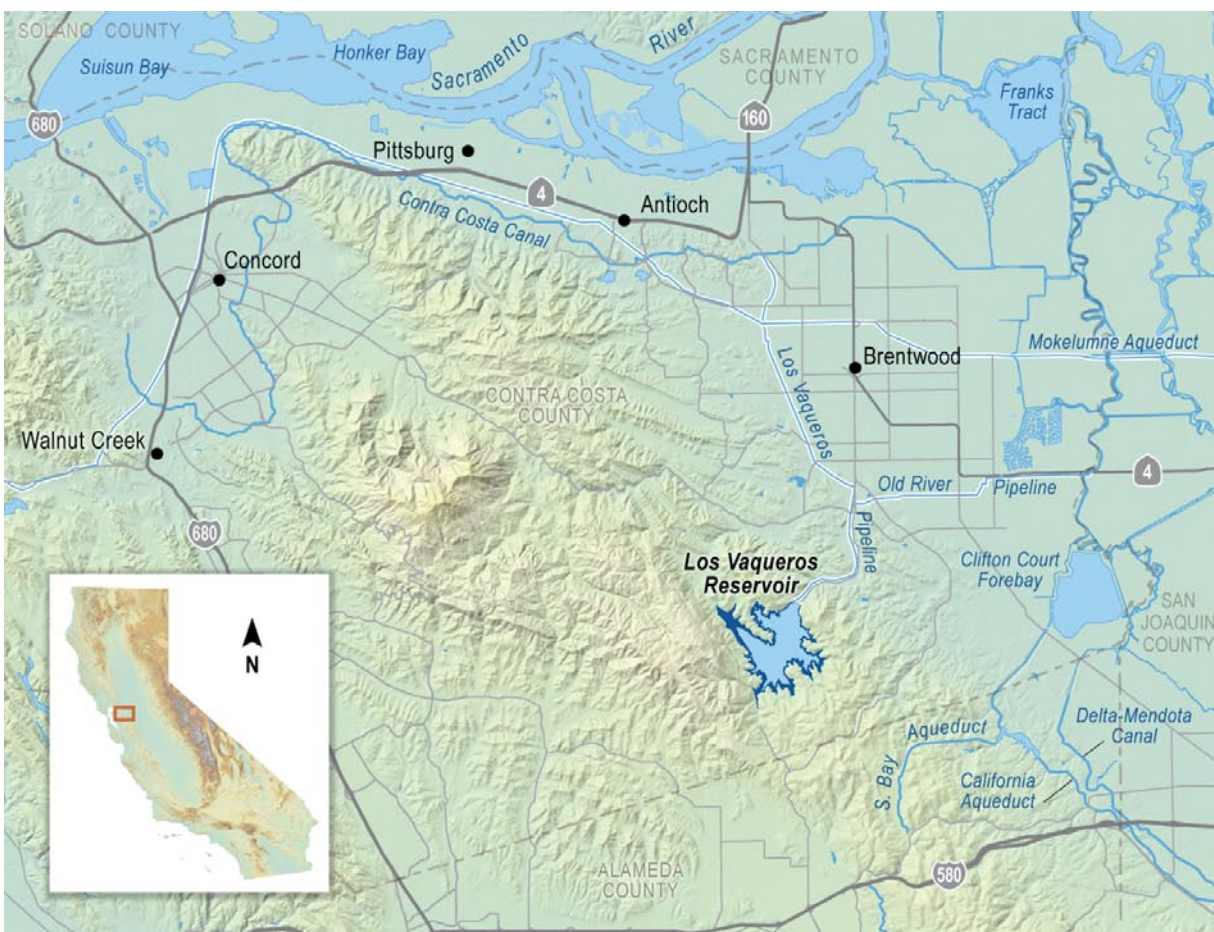 SOLANO COUNTY
Honker Bay
Suisun Bay
Sacramento
River
SACRAMENTO
COUNTY
Franks
Tract
680
160
Pittsburg
4
Antioch
Contra Costa Canal
Concord
Mokelumne Aqueduct
Brentwood
Los Vaqueros
CONTRA COSTA
COUNTY
Walnut Creek
4
Old River
Pipeline
680
Pipeline
Los Vaqueros
Reservoir
Clifton Court
Forebay
SAN
JOAQUIN
COUNTY
N
Delta-Mendota
Canal
Aqueduct
S. Bay
California
Aqueduct
ALAMEDA
COUNTY
580